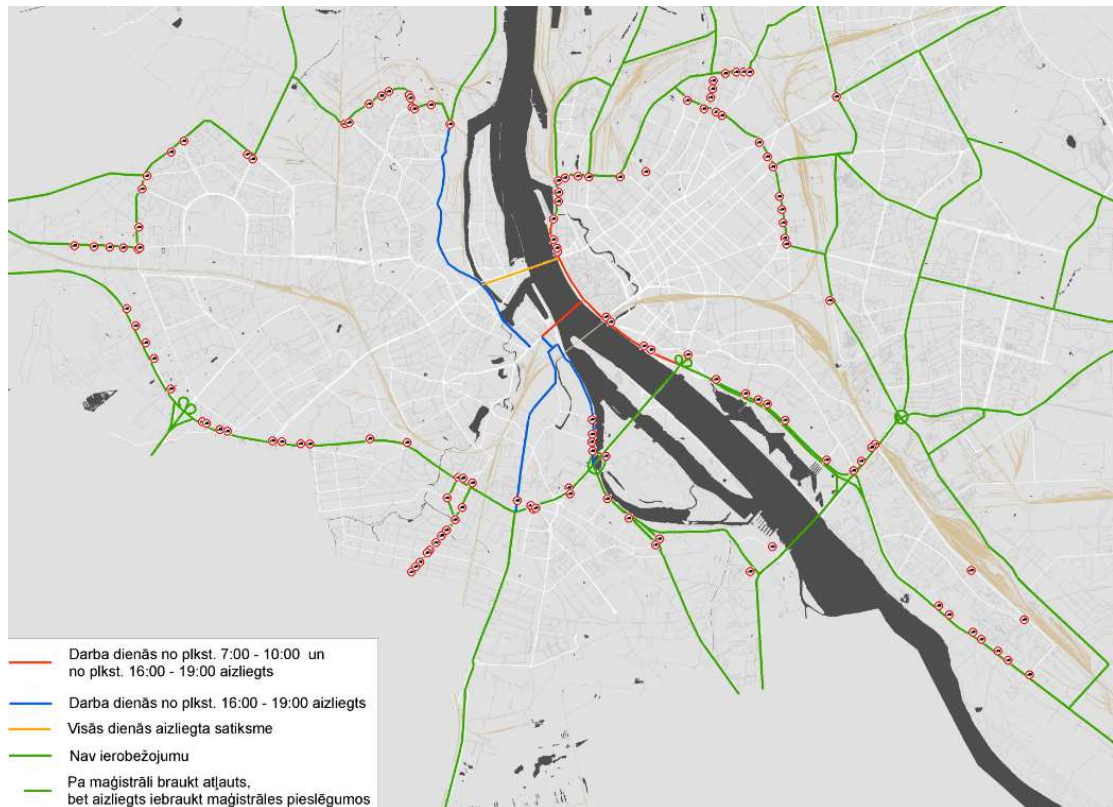 Darba dienās no plkst. 7:00 - 10:00 un
no plkst. 16:00 - 19:00 aizliegts
Darba dienās no plkst. 16:00 - 19:00 aizliegts
Visās dienās aizliegta satiksme
Nav ierobežojumu
Pa maģistrāli braukt atļauts,
bet aizliegts iebraukt maģistrāles pieslēgumos